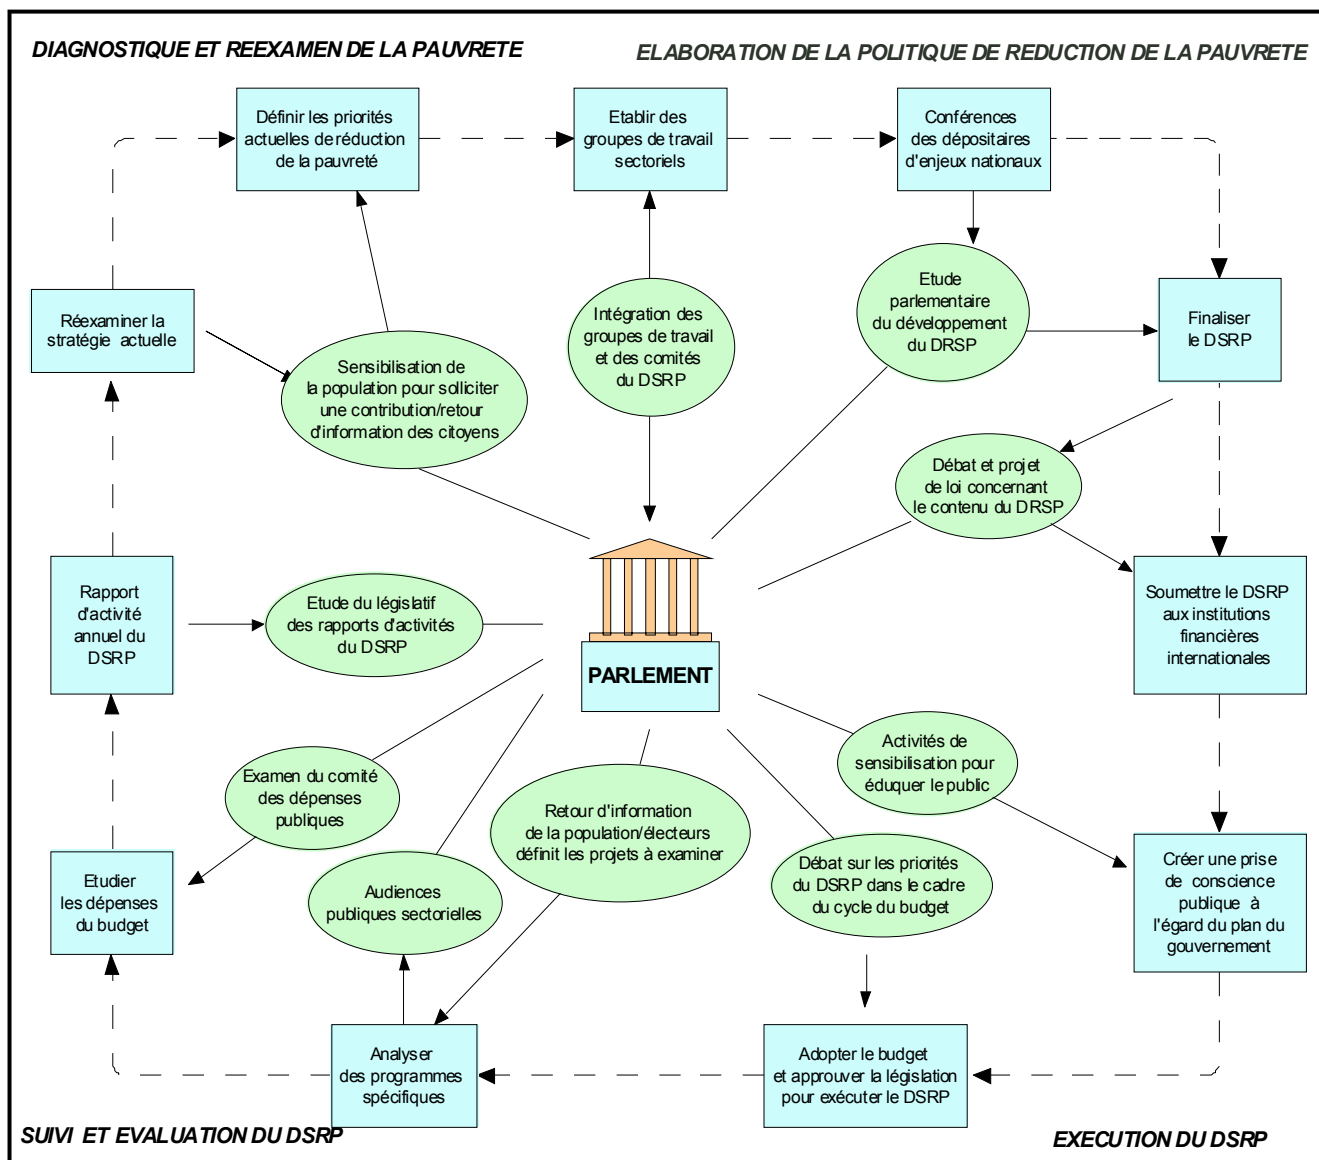 DIAGNOSTIQUE ET REEXAMEN DE LA PAUVRETE
ELABORATION DE LA POLITIQUE DE REDUCTION DE LA PAUVRETE
Définir les priorités
actuelles de réduction
de la pauvreté
Etablir des
groupes de travail
sectoriels
Conférences
des dépositaires
d'enjeux nationaux
Réexaminer la
stratégie actuelle
Sensibilisation de
la population pour solliciter
une contribution/retour
d'information des citoyens
Intégration des
groupes de travail
et des comités
du DSRP
Etude
parlementaire
du développement
du DRSP
Finaliser
le DSRP
Débat et projet
de loi concernant
le contenu du DRSP
Rapport
d'activité
annuel du
DSRP
Etude du législatif
des rapports d'activités
du DSRP
PARLEMENT
Soumettre le DSRP
aux institutions
financières
internationales
Examen du comité
des dépenses
publiques
Retour d'information
de la population/électeurs
définit les projets à examiner
Activités de
sensibilisation pour
éduquer le public
Etudier
les dépenses
du budget
Audiences
publiques sectorielles
Débat sur les priorités
du DSRP dans le cadre
du cycle du budget
Créer une prise
de conscience
publique à
l'égard du plan du
gouvernement
Analyser
des programmes
spécifiques
Adopter le budget
et approuver la législation
pour exécuter le DSRP
SUIVI ET EVALUATION DU DSRP
EXECUTION DU DSRP